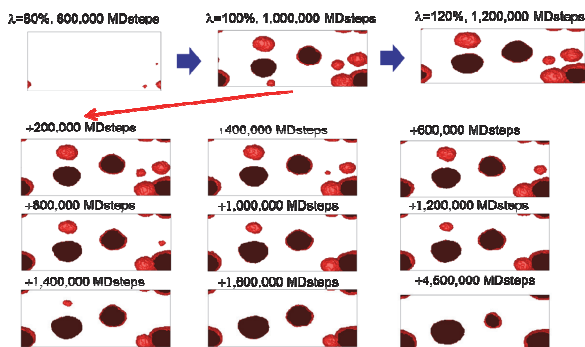 λ=80%, 800,000 MDsteps
λ=100%, 1,000,000 MDsteps
λ=120%, 1,200,000 MDsteps
+200,000 MDsteps
+400,000 MDsteps
+600,000 MDsteps
+800,000 MDsteps
+1,000,000 MDsteps
+1,200,000 MDsteps
+1,400,000 MDsteps
+1,600,000 MDsteps
+4,600,000 MDsteps